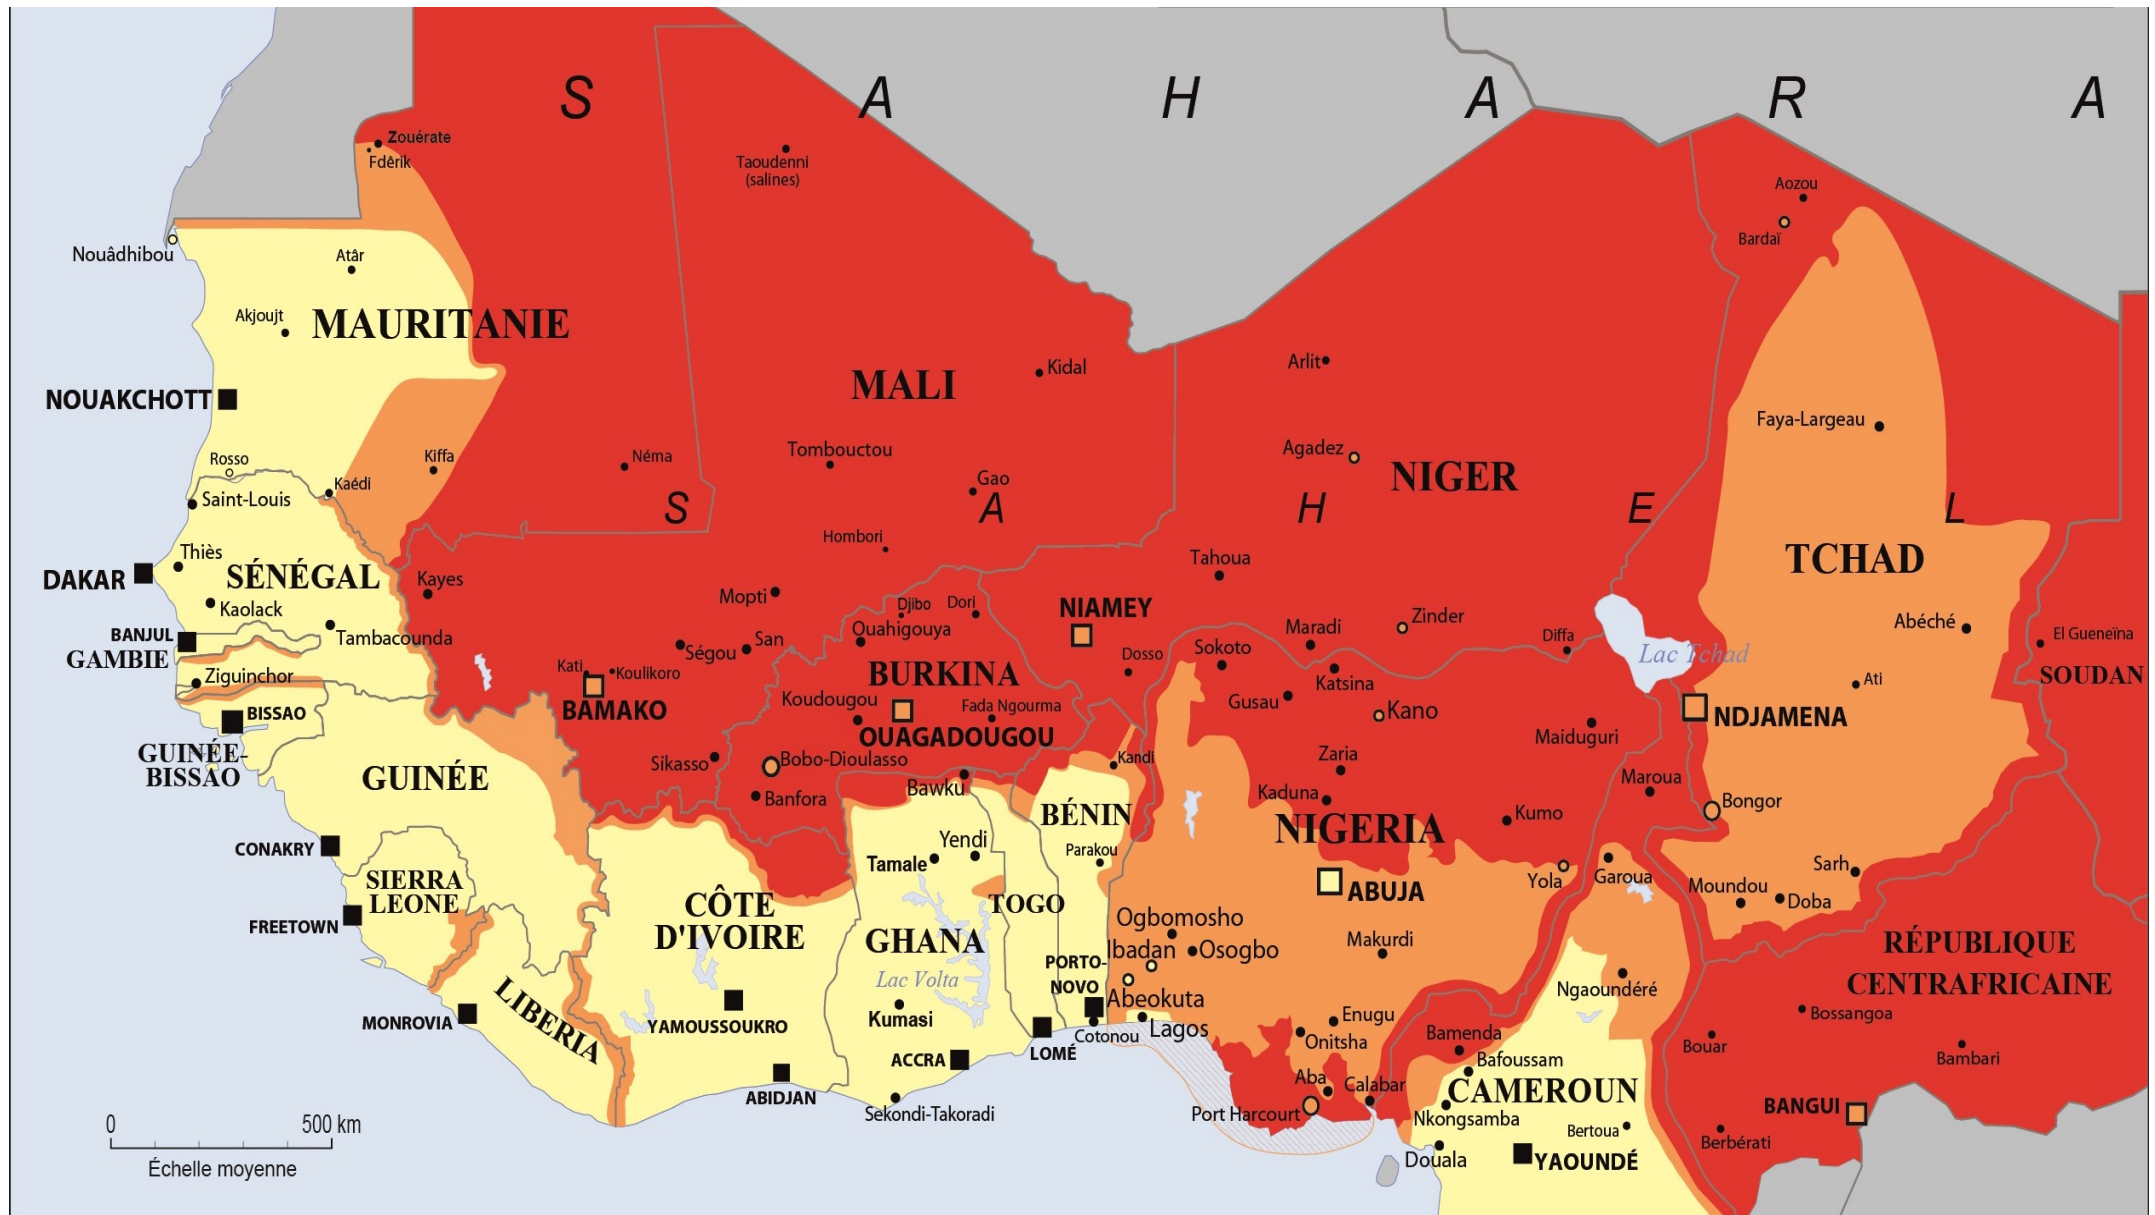 S A H A R A
Zouérate
Fdêrik
Taoudenni
(salines)
Aozou
Bardaï
Nouâdhibou
Atâr
Akjoujt
MAURITANIE
NOUAKCHOTT
MALI
Kidal
Arlit
Faya-Largeau
Rosso
Kiffa
Néma
Tombouctou
Agadez
NIGER
Kaédi
Saint-Louis
Gao
S A H E L
Hombori
Thiès
DAKAR
SÉNÉGAL
Kayes
Tahoua
TCHAD
Kaolack
Mopti
Djibo
Dori
NIAMEY
Zinder
Abéché
BANJUL
GAMBIE
Tambacounda
Ségou
San
Ouahigouya
Maradi
Diffa
Lac Tchad
El Gueneïna
SOUDAN
Ziguinchor
Kati
Koulikoro
BURKINA
Dosso
Sokoto
Katsina
Ati
BISSAO
BAMAKO
Koudougou
Fada Ngourma
OUAGADOUGOU
Gusau
Kano
NDJAMENA
GUINÉE-
BISSAO
GUINÉE
Sikasso
Bobo-Dioulasso
Kandi
Maiduguri
Zaria
Maroua
Banfora
Bawku
BÉNIN
Kaduna
Kumo
Bongor
NIGERIA
CONAKRY
Yendi
Tamale
Parakou
SIERRA
LEONE
FREETOWN
CÔTE
D'IVOIRE
TOGO
ABUJA
Yola
Garoua
Moundou
Sarh
Doba
GHANA
Lac Volta
Ogbomosho
Ibadan
Osogbo
Makurdi
RÉPUBLIQUE
CENTRAFRICAINE
PORTO-
NOVO
Abeokuta
Ngaoundéré
LIBERIA
MONROVIA
YAMOUSSOUKRO
Kumasi
Cotonou
Lagos
Enugu
Onitsha
Bamenda
Bafoussam
Bossangoa
Bouar
Bambari
ACCRA
LOMÉ
ABIDJAN
Sekondi-Takoradi
Aba
Calabar
Port Harcourt
CAMEROUN
Nkongsamba
Bertoua
BANGUI
Berbérati
Douala
YAOUNDÉ
0 500 km
Échelle moyenne